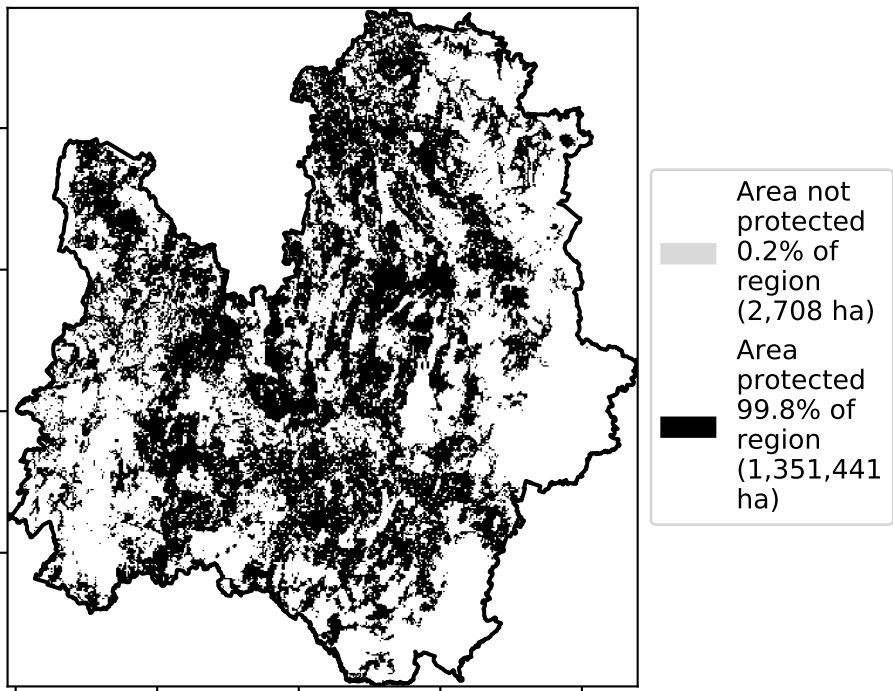 Area not
protected
0.2% of
region
(2,708 ha)
Area
protected
99.8% of
region
(1,351,441
ha)